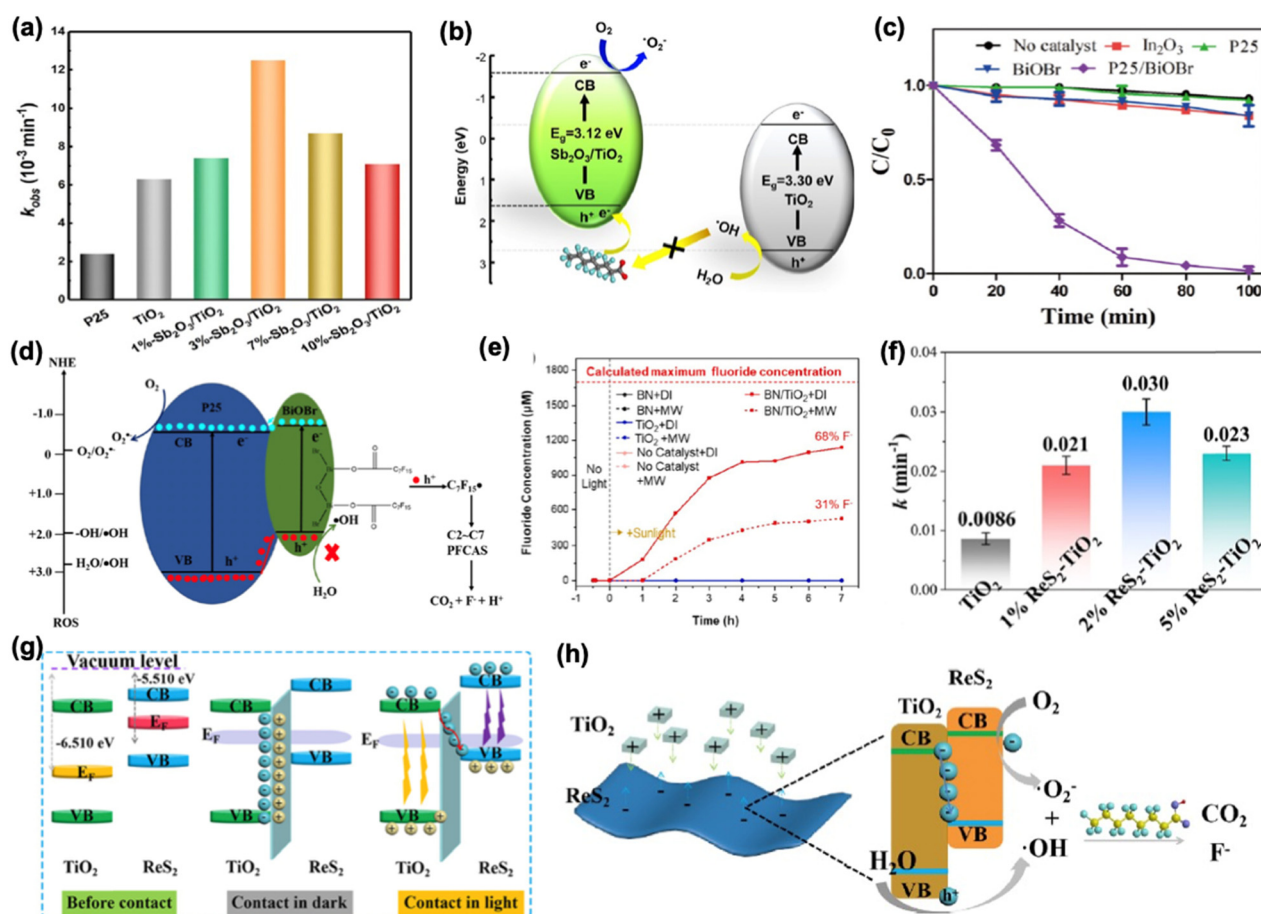 (a)
14
12
10
8
6
4
2
0
k_obs (10⁻³ min⁻¹)
P25
TiO₂
1%-Sb₂O₃/TiO₂
3%-Sb₂O₃/TiO₂
7%-Sb₂O₃/TiO₂
10%-Sb₂O₃/TiO₂
(b)
Energy (eV)
-2
-1
0
1
2
3
O₂
·O₂⁻
e⁻
CB
E_g=3.12 eV
Sb₂O₃/TiO₂
VB
h⁺ e⁻
e⁻
CB
E_g=3.30 eV
TiO₂
VB
h⁺
·OH
H₂O
(c)
No catalyst
In₂O₃
P25
BiOBr
P25/BiOBr
C/C₀
1.0
0.5
0.0
0 20 40 60 80 100
Time (min)
(d)
NHE
-1.0
0
+1.0
+2.0
+3.0
ROS
O₂/O₂•⁻
-OH/•OH
H₂O/•OH
O₂
O₂•
P25
CB e⁻
VB h⁺
BiOBr
e⁻
h⁺
•OH
H₂O
Bi O C C₇F₁₅
Bi O C C₇F₁₅
h⁺
C₇F₁₅•
C2~C7
PFCAS
CO₂ + F⁻ + H⁺
(e)
Fluoride Concentration (μM)
1800
1500
1200
900
600
300
0
Calculated maximum fluoride concentration
BN+DI
BN+MW
TiO₂+DI
TiO₂+MW
No Catalyst+DI
No Catalyst
+MW
BN/TiO₂+DI
BN/TiO₂+MW
68% F⁻
31% F⁻
No
Light
+Sunlight
-1 0 1 2 3 4 5 6 7
Time (h)
(f)
k (min⁻¹)
0.04
0.03
0.02
0.01
0.00
0.0086
0.021
0.030
0.023
TiO₂
1% ReS₂-TiO₂
2% ReS₂-TiO₂
5% ReS₂-TiO₂
(g)
Vacuum level
-5.510 eV
-6.510 eV
CB
E_F
VB
TiO₂
CB
E_F
VB
ReS₂
Before contact
CB
E_F
VB
TiO₂
CB
VB
ReS₂
Contact in dark
CB
E_F
VB
TiO₂
CB
VB
ReS₂
Contact in light
(h)
TiO₂
ReS₂
TiO₂
CB
VB
h⁺
ReS₂
CB
VB
H₂O
O₂
·O₂⁻
+
·OH
CO₂
F⁻